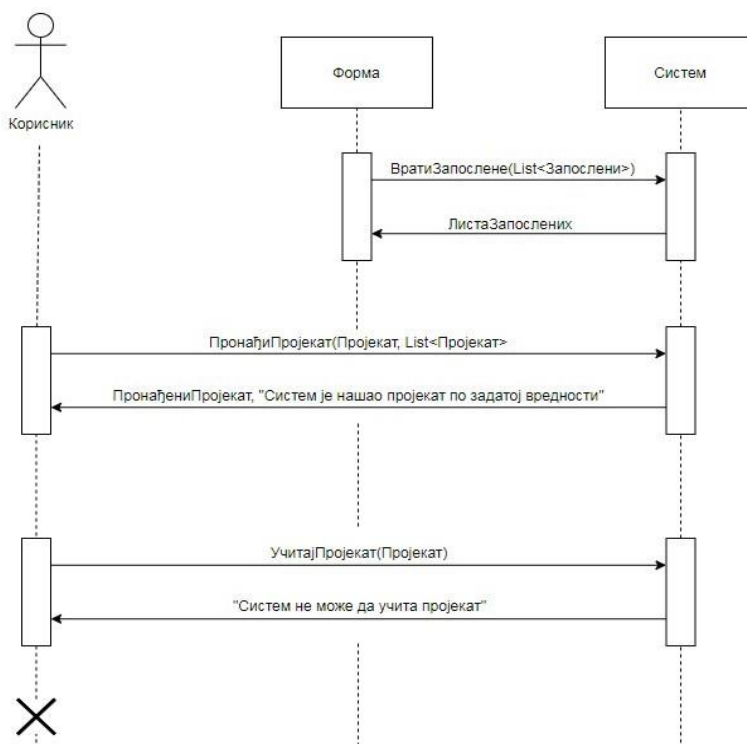 Форма
Систем
Корисник
ВратиЗапослене(List<Запослени>)
ЛистаЗапослених
ПронађиПројекат(Пројекат, List<Пројекат>
ПронађениПројекат, "Систем је нашао пројекат по задатој вредности"
УчитајПројекат(Пројекат)
"Систем не може да учита пројекат"